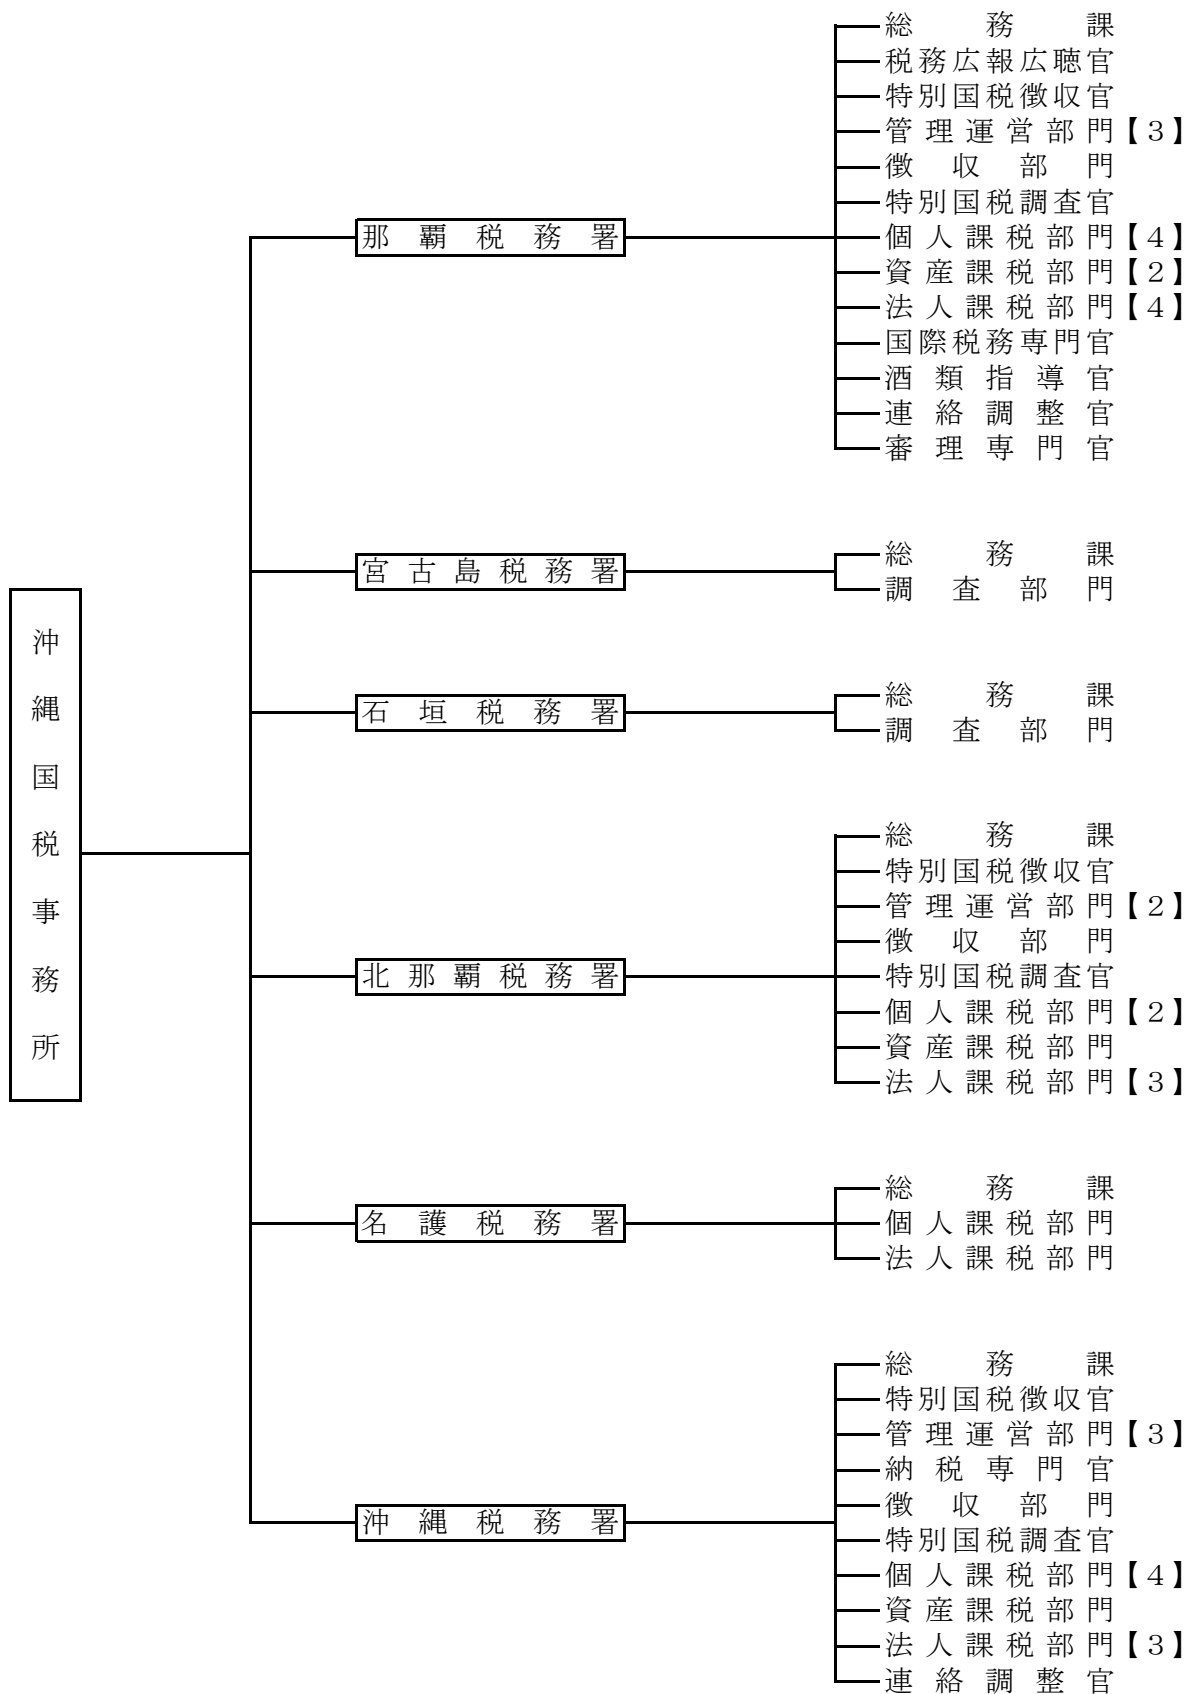 沖縄国税事務所
那覇税務署
総務課
税務広報広聴官
特別国税徴収官
管理運営部門【３】
徴収部門
特別国税調査官
個人課税部門【４】
資産課税部門【２】
法人課税部門【４】
国際税務専門官
酒類指導官
連絡調整官
審理専門官
宮古島税務署
総務課
調査部門
石垣税務署
総務課
調査部門
北那覇税務署
総務課
特別国税徴収官
管理運営部門【２】
徴収部門
特別国税調査官
個人課税部門【２】
資産課税部門
法人課税部門【３】
名護税務署
総務課
個人課税部門
法人課税部門
沖縄税務署
総務課
特別国税徴収官
管理運営部門【３】
納税専門官
徴収部門
特別国税調査官
個人課税部門【４】
資産課税部門
法人課税部門【３】
連絡調整官